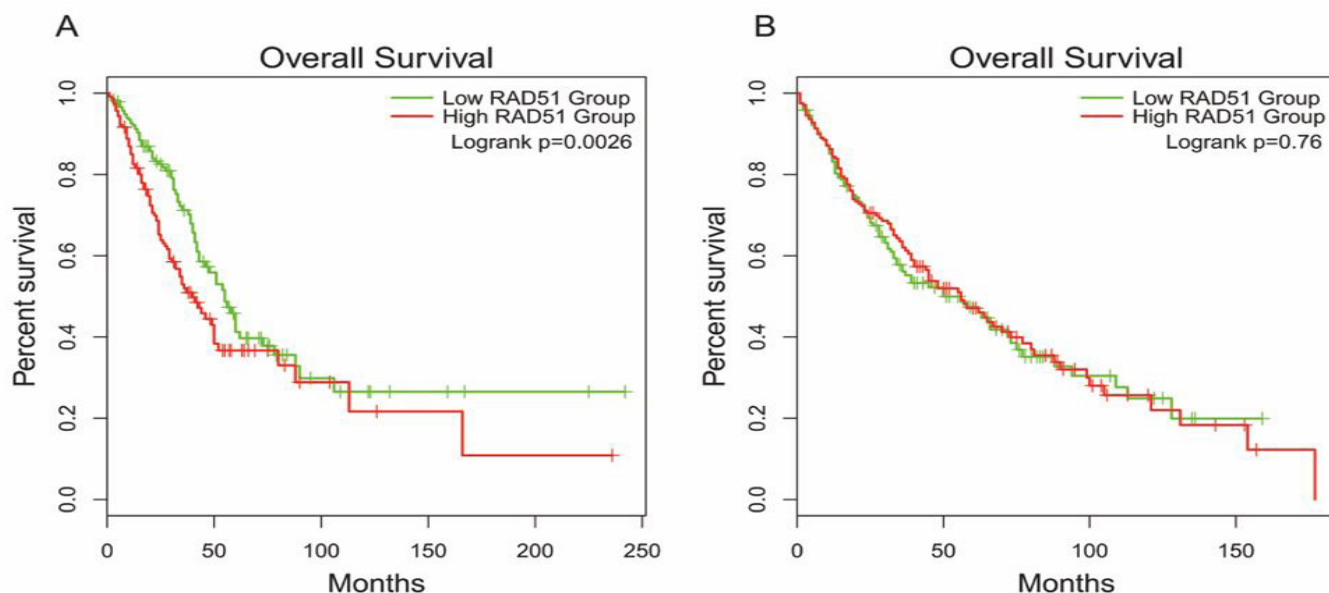 A
Overall Survival
Low RAD51 Group
High RAD51 Group
Logrank p=0.0026
Percent survival
1.0
0.8
0.6
0.4
0.2
0.0
0 50 100 150 200 250
Months
B
Overall Survival
Low RAD51 Group
High RAD51 Group
Logrank p=0.76
Percent survival
1.0
0.8
0.6
0.4
0.2
0.0
0 50 100 150
Months